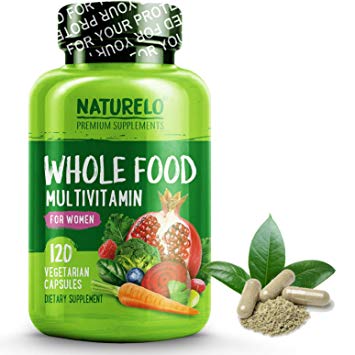 FOR YOUR PROTE
NATURELO
PREMIUM SUPPLEMENTS
WHOLE FOOD
MULTIVITAMIN
FOR WOMEN
120
VEGETARIAN
CAPSULES
DIETARY SUPPLEMENT